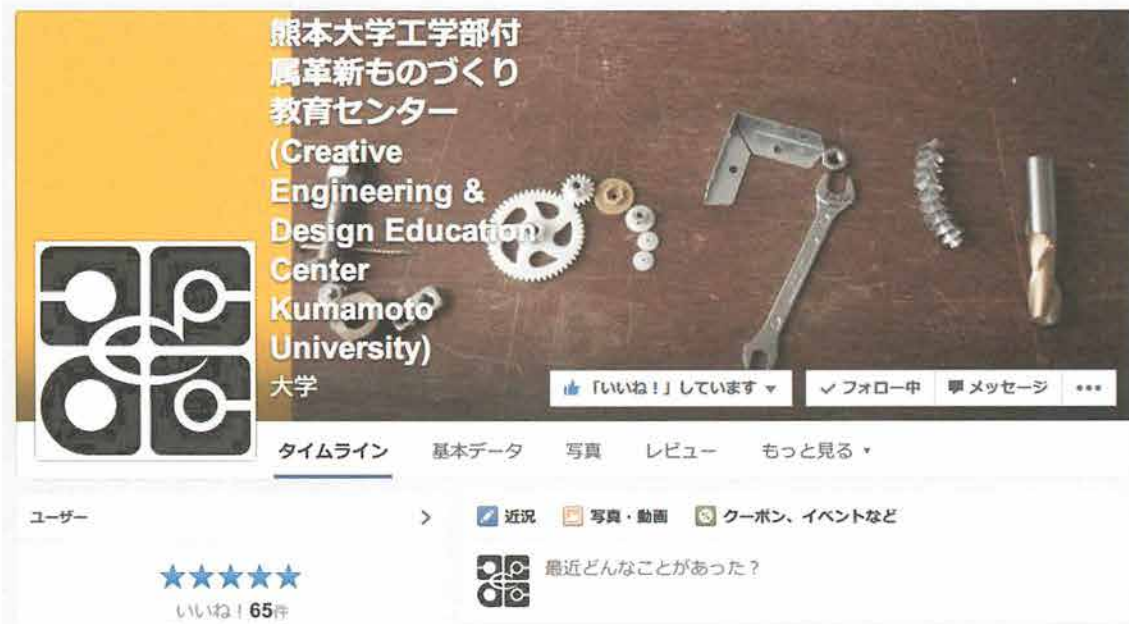 熊本大学工学部付
属革新ものづくり
教育センター
(Creative
Engineering &
Design Education
Center
Kumamoto
University)
大学
「いいね！」しています
フォロー中 メッセージ
タイムライン 基本データ 写真 レビュー もっと見る
ユーザー
いいね！65件
近況 写真・動画 クーポン、イベントなど
最近どんなことがあった？